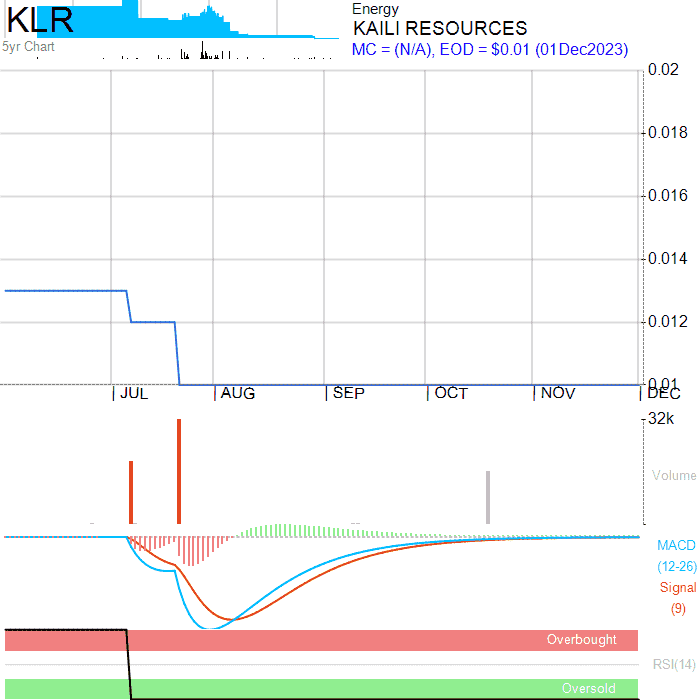 KLR
5yr Chart
Energy
KAILI RESOURCES
MC = (N/A), EOD = $0.01 (01Dec2023)
0.02
0.018
0.016
0.014
0.012
0.01
JUL AUG SEP OCT NOV DEC
32k
Volume
MACD
(12-26)
Signal
(9)
Overbought
RSI(14)
Oversold